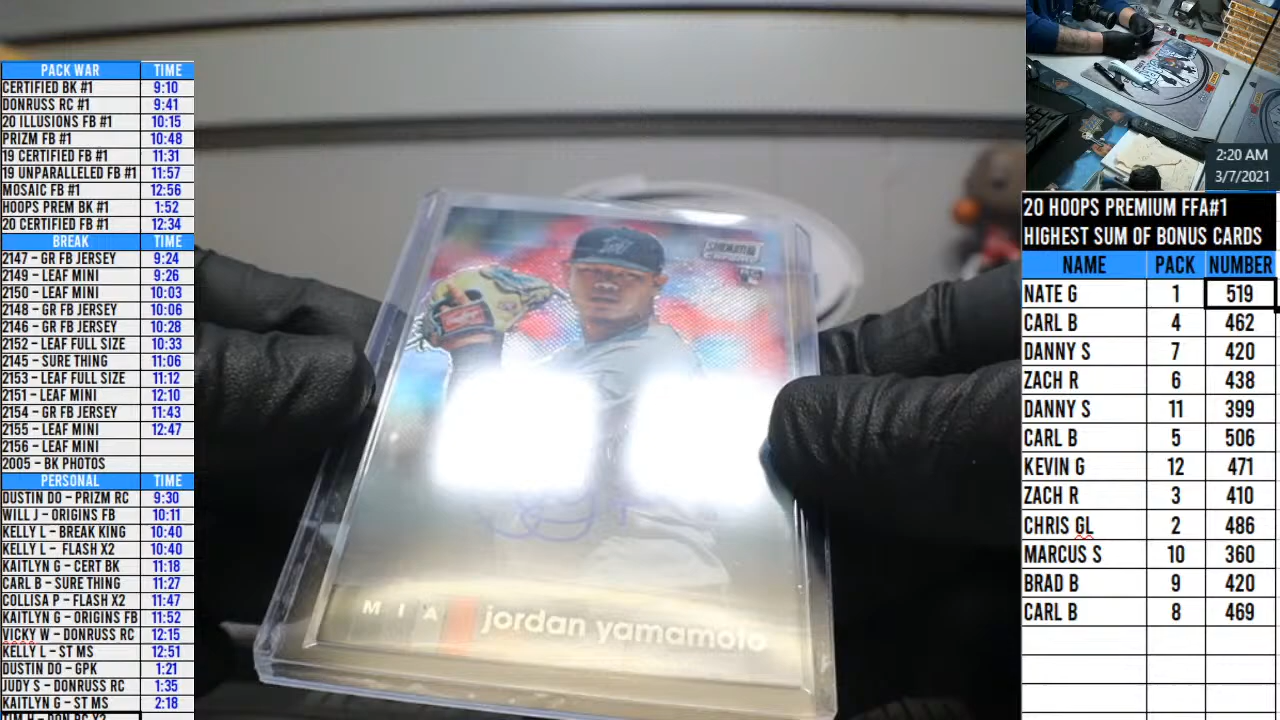 PACK WAR TIME
CERTIFIED BK #1 9:10
DONRUSS RC #1 9:41
20 ILLUSIONS FB #1 10:15
PRIZM FB #1 10:48
19 CERTIFIED FB #1 11:31
19 UNPARALLELED FB #1 11:57
MOSAIC FB #1 12:56
HOOPS PREM BK #1 1:52
20 CERTIFIED FB #1 12:34
BREAK TIME
2147 - GR FB JERSEY 9:24
2149 - LEAF MINI 9:26
2150 - LEAF MINI 10:03
2148 - GR FB JERSEY 10:06
2146 - GR FB JERSEY 10:28
2152 - LEAF FULL SIZE 10:33
2145 - SURE THING 11:06
2153 - LEAF FULL SIZE 11:12
2151 - LEAF MINI 12:10
2154 - GR FB JERSEY 11:43
2155 - LEAF MINI 12:47
2156 - LEAF MINI
2005 - BK PHOTOS
PERSONAL TIME
DUSTIN DO - PRIZM RC 9:30
WILL J - ORIGINS FB 10:11
KELLY L - BREAK KING 10:40
KELLY L - FLASH X2 10:40
KAITLYN G - CERT BK 11:18
CARL B - SURE THING 11:27
COLLISA P - FLASH X2 11:47
KAITLYN G - ORIGINS FB 11:52
VICKY W - DONRUSS RC 12:15
KELLY L - ST MS 12:51
DUSTIN DO - GPK 1:21
JUDY S - DONRUSS RC 1:35
KAITLYN G - ST MS 2:18
TIM H - DON RC X2
STADIUM CHROME
RC
MIA jordan yamamoto
2:20 AM
3/7/2021
20 HOOPS PREMIUM FFA#1
HIGHEST SUM OF BONUS CARDS
NAME PACK NUMBER
NATE G 1 519
CARL B 4 462
DANNY S 7 420
ZACH R 6 438
DANNY S 11 399
CARL B 5 506
KEVIN G 12 471
ZACH R 3 410
CHRIS GL 2 486
MARCUS S 10 360
BRAD B 9 420
CARL B 8 469